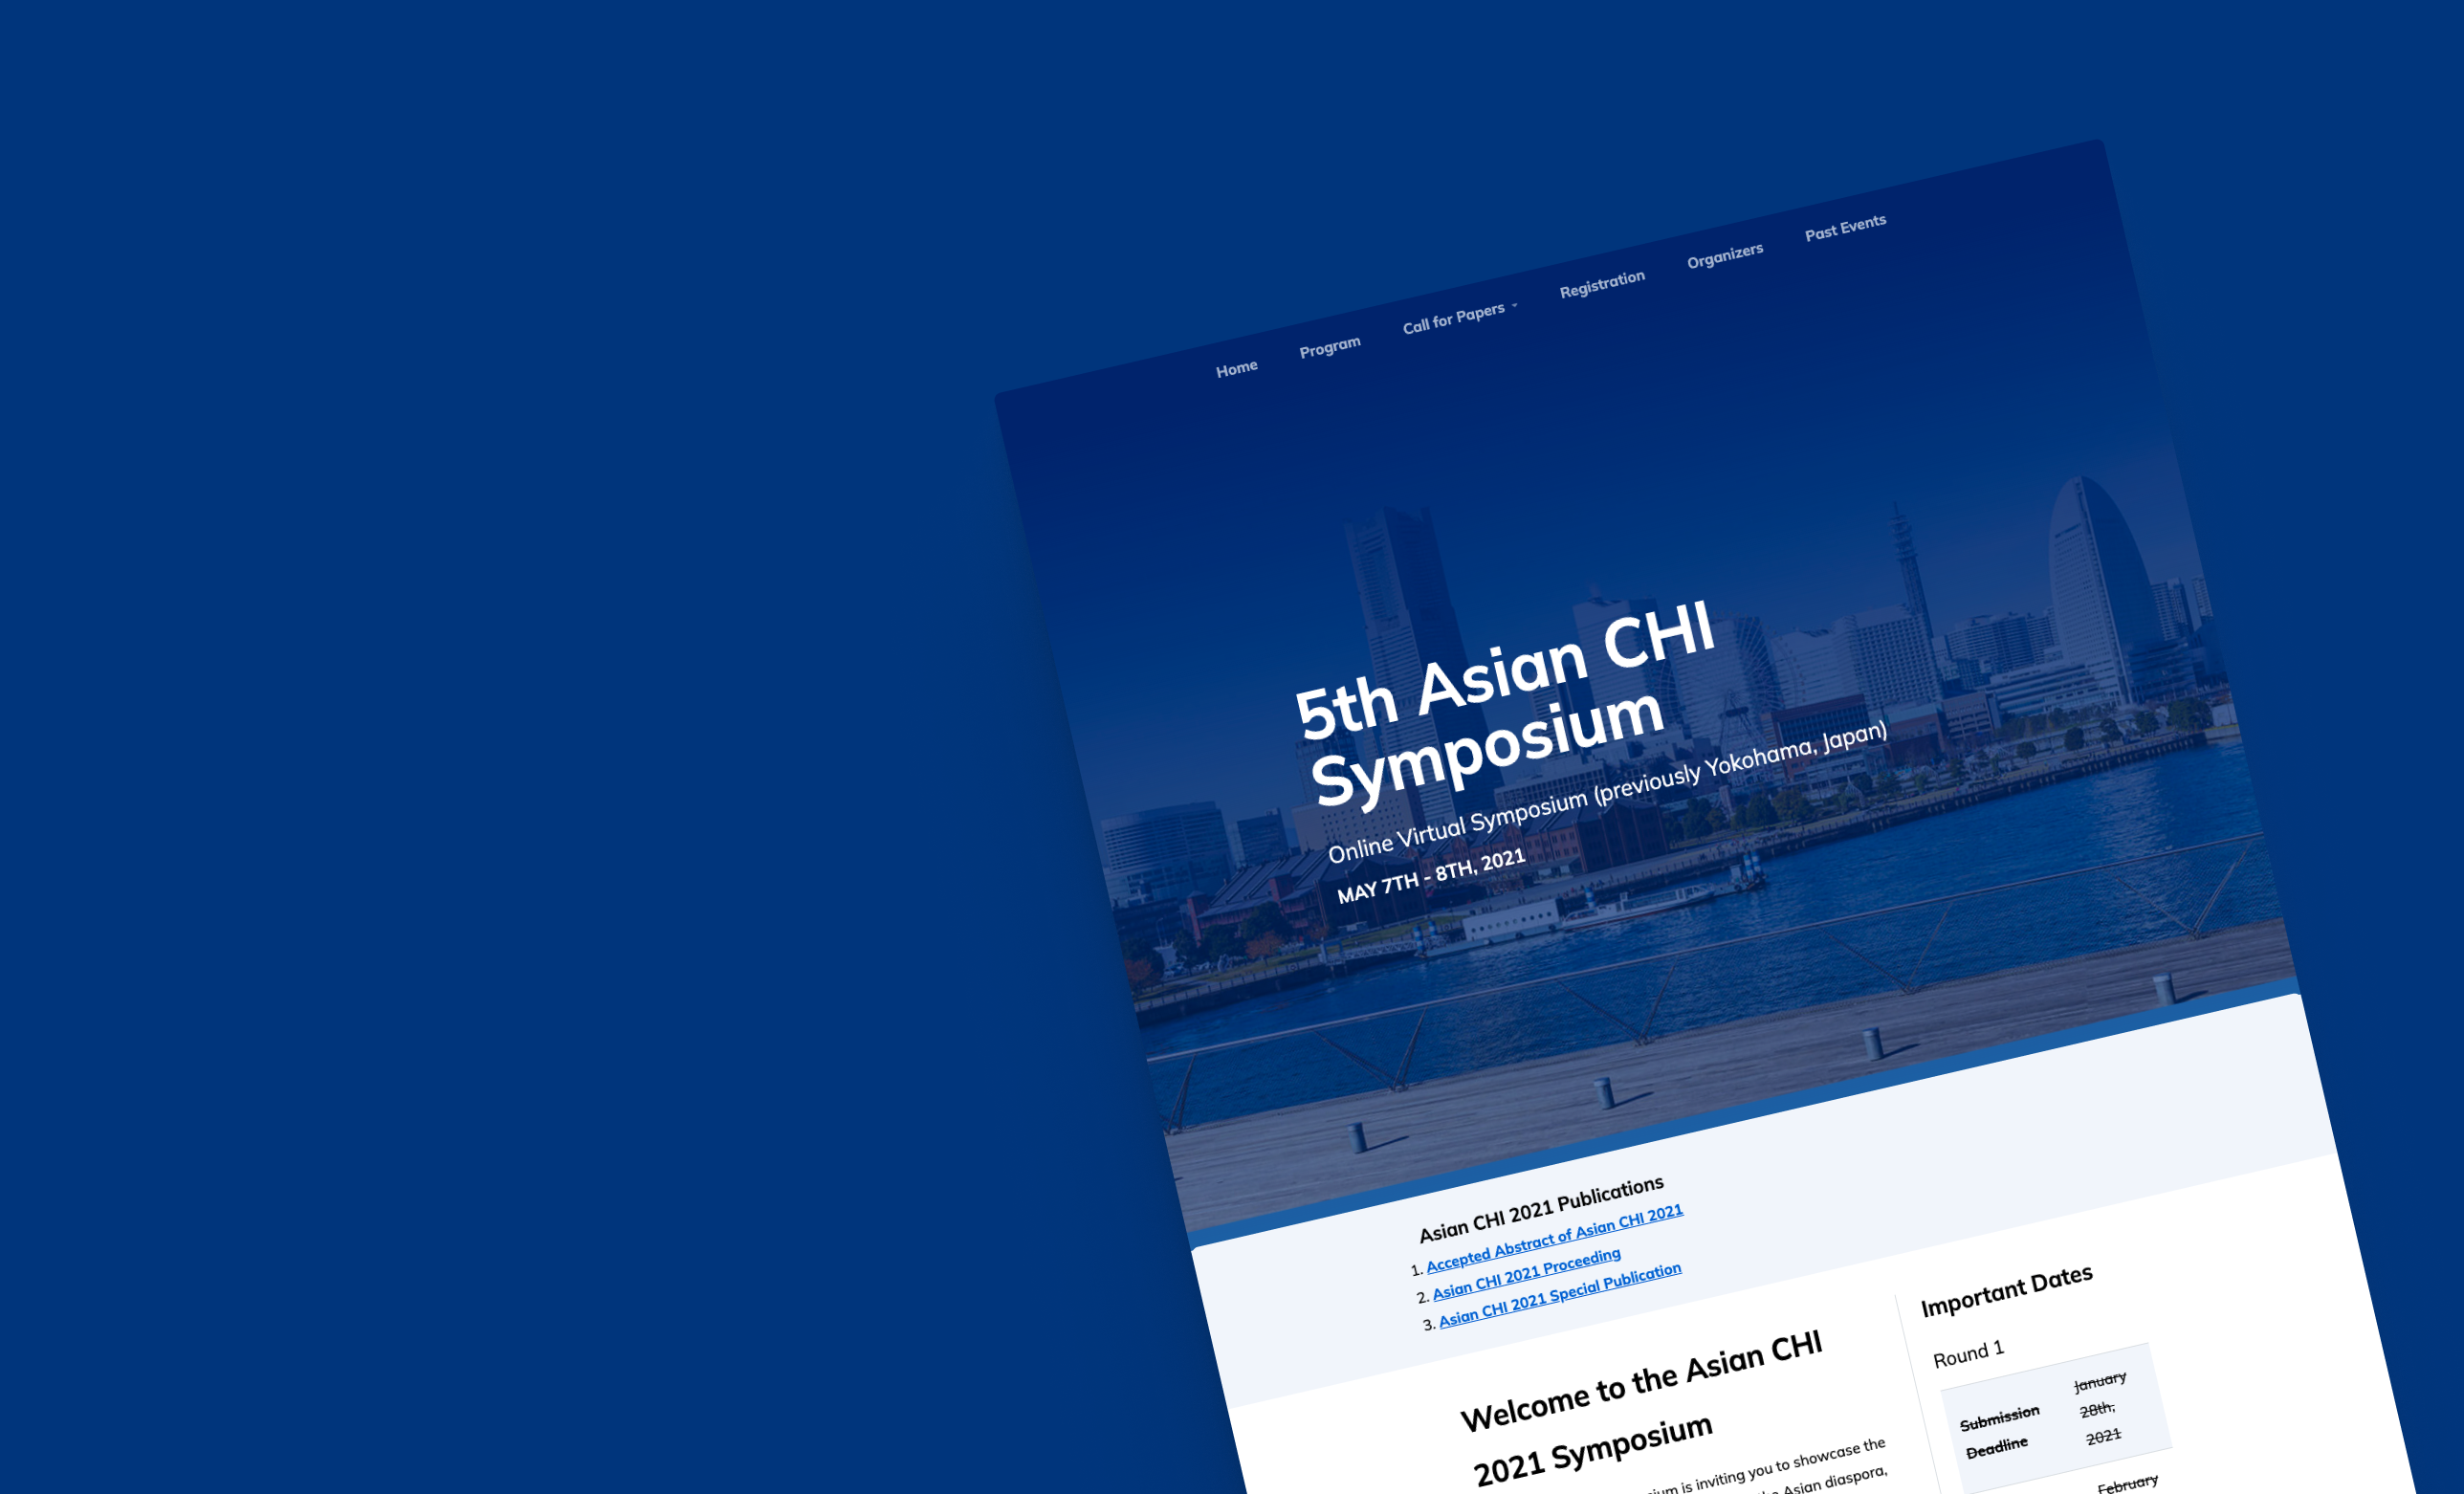 Home Program Call for Papers Registration Organizers Past Events
5th Asian CHI
Symposium
Online Virtual Symposium (previously Yokohama, Japan)
MAY 7TH - 8TH, 2021
Asian CHI 2021 Publications
1. Accepted Abstract of Asian CHI 2021
2. Asian CHI 2021 Proceeding
3. Asian CHI 2021 Special Publication
Welcome to the Asian CHI
2021 Symposium
is inviting you to showcase the
Asian diaspora,
Important Dates
Round 1
Submission
Deadline
January
28th,
2021
February